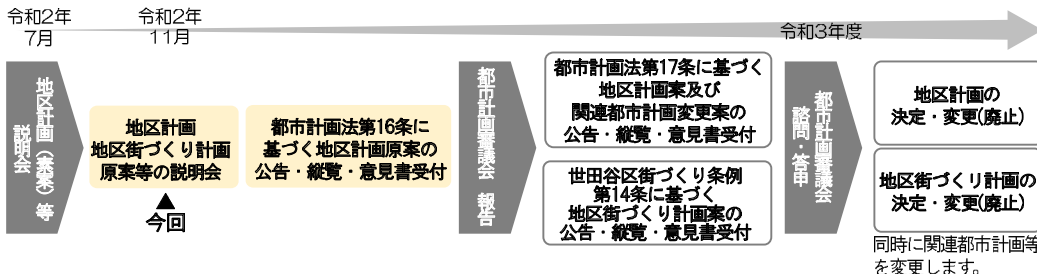 令和2年
7月
令和2年
11月
令和3年度
地区計画（素案）等
説明会
地区計画
地区街づくり計画
原案等の説明会
▲
今回
都市計画法第16条に
基づく地区計画原案の
公告・縦覧・意見書受付
都市計画審議会 報告
都市計画法第17条に基づく
地区計画案及び
関連都市計画変更案の
公告・縦覧・意見書受付
世田谷区街づくり条例
第14条に基づく
地区街づくり計画案の
公告・縦覧・意見書受付
都市計画審議会
諮問・答申
地区計画の
決定・変更(廃止)
地区街づくり計画の
決定・変更(廃止)
同時に関連都市計画等
を変更します。